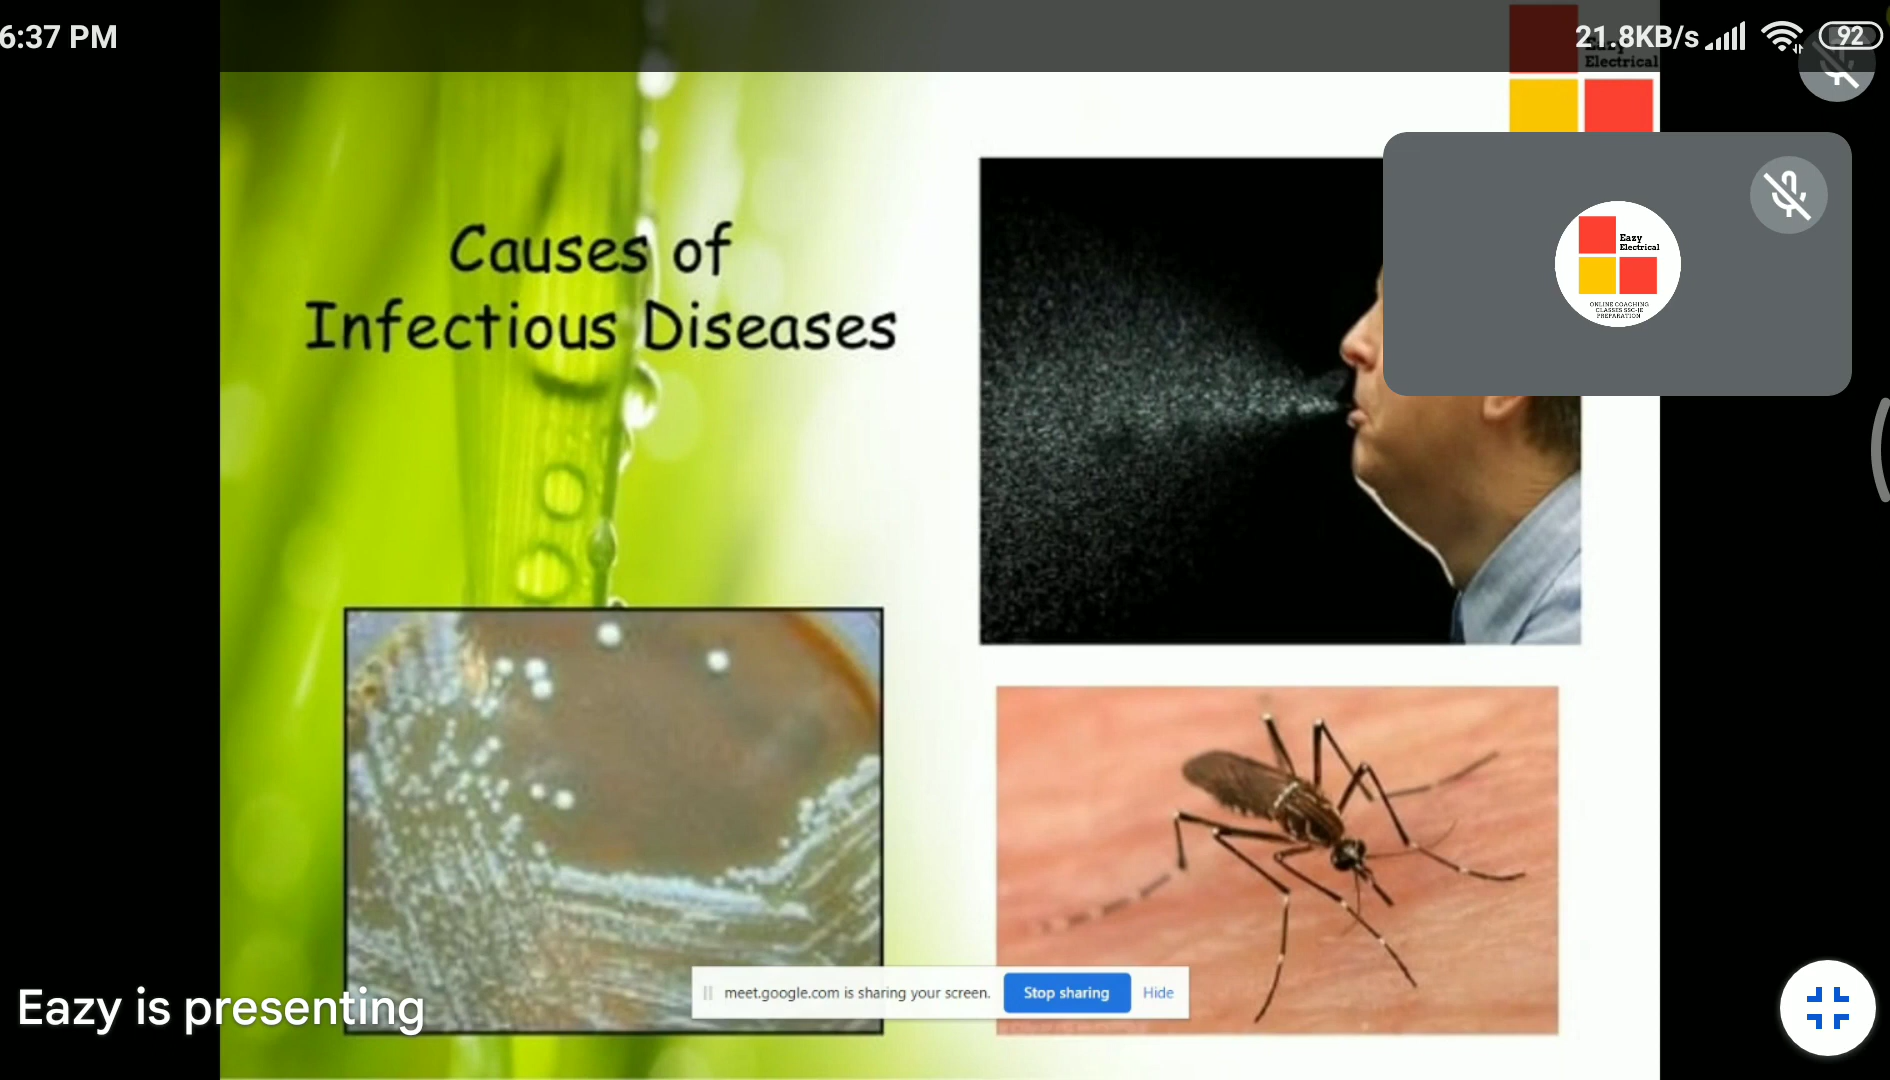 6:37 PM
21.8KB/s
92
Electrical
Eazy
Electrical
ONLINE COACHING
CLASSES SSC-JE
PREPARATION
Causes of
Infectious Diseases
meet.google.com is sharing your screen.
Stop sharing
Hide
Eazy is presenting